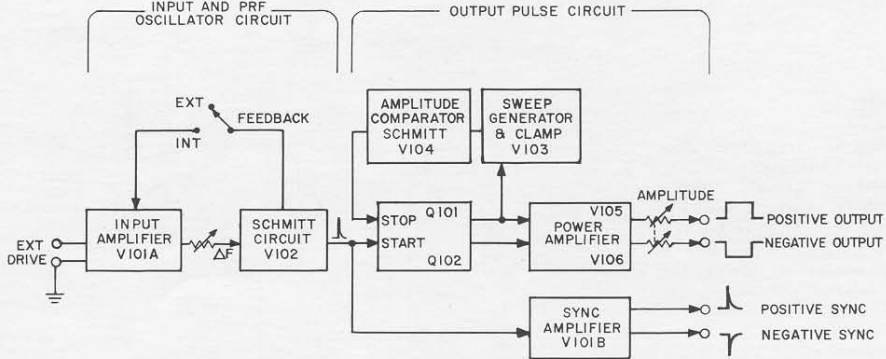 INPUT AND PRF
OSCILLATOR CIRCUIT
OUTPUT PULSE CIRCUIT
EXT
FEEDBACK
INT
AMPLITUDE
COMPARATOR
SCHMITT
V104
SWEEP
GENERATOR
& CLAMP
V103
EXT
DRIVE
INPUT
AMPLIFIER
V101A
ΔF
SCHMITT
CIRCUIT
V102
STOP
Q101
START
Q102
V105
POWER
AMPLIFIER
V106
AMPLITUDE
POSITIVE OUTPUT
NEGATIVE OUTPUT
SYNC
AMPLIFIER
V101B
POSITIVE SYNC
NEGATIVE SYNC